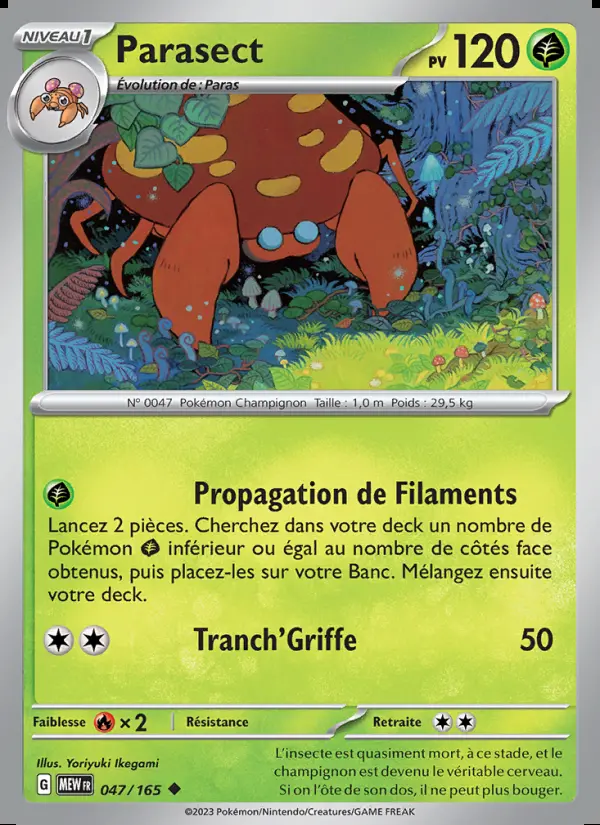 NIVEAU 1
Parasect
PV 120
Évolution de : Paras
N° 0047 Pokémon Champignon Taille : 1,0 m Poids : 29,5 kg
Propagation de Filaments
Lancez 2 pièces. Cherchez dans votre deck un nombre de
Pokémon inférieur ou égal au nombre de côtés face
obtenus, puis placez-les sur votre Banc. Mélangez ensuite
votre deck.
Tranch'Griffe 50
Faiblesse ×2 Résistance Retraite
Illus. Yoriyuki Ikegami
G MEW FR 047/165
L'insecte est quasiment mort, à ce stade, et le
champignon est devenu le véritable cerveau.
Si on l'ôte de son dos, il ne peut plus bouger.
©2023 Pokémon/Nintendo/Creatures/GAME FREAK